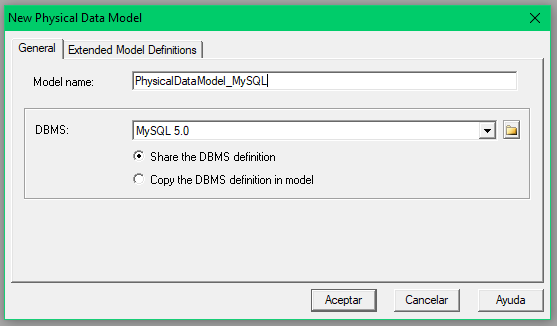 New Physical Data Model
General Extended Model Definitions
Model name: PhysicalDataModel_MySQL
DBMS: MySQL 5.0
Share the DBMS definition
Copy the DBMS definition in model
Aceptar Cancelar Ayuda